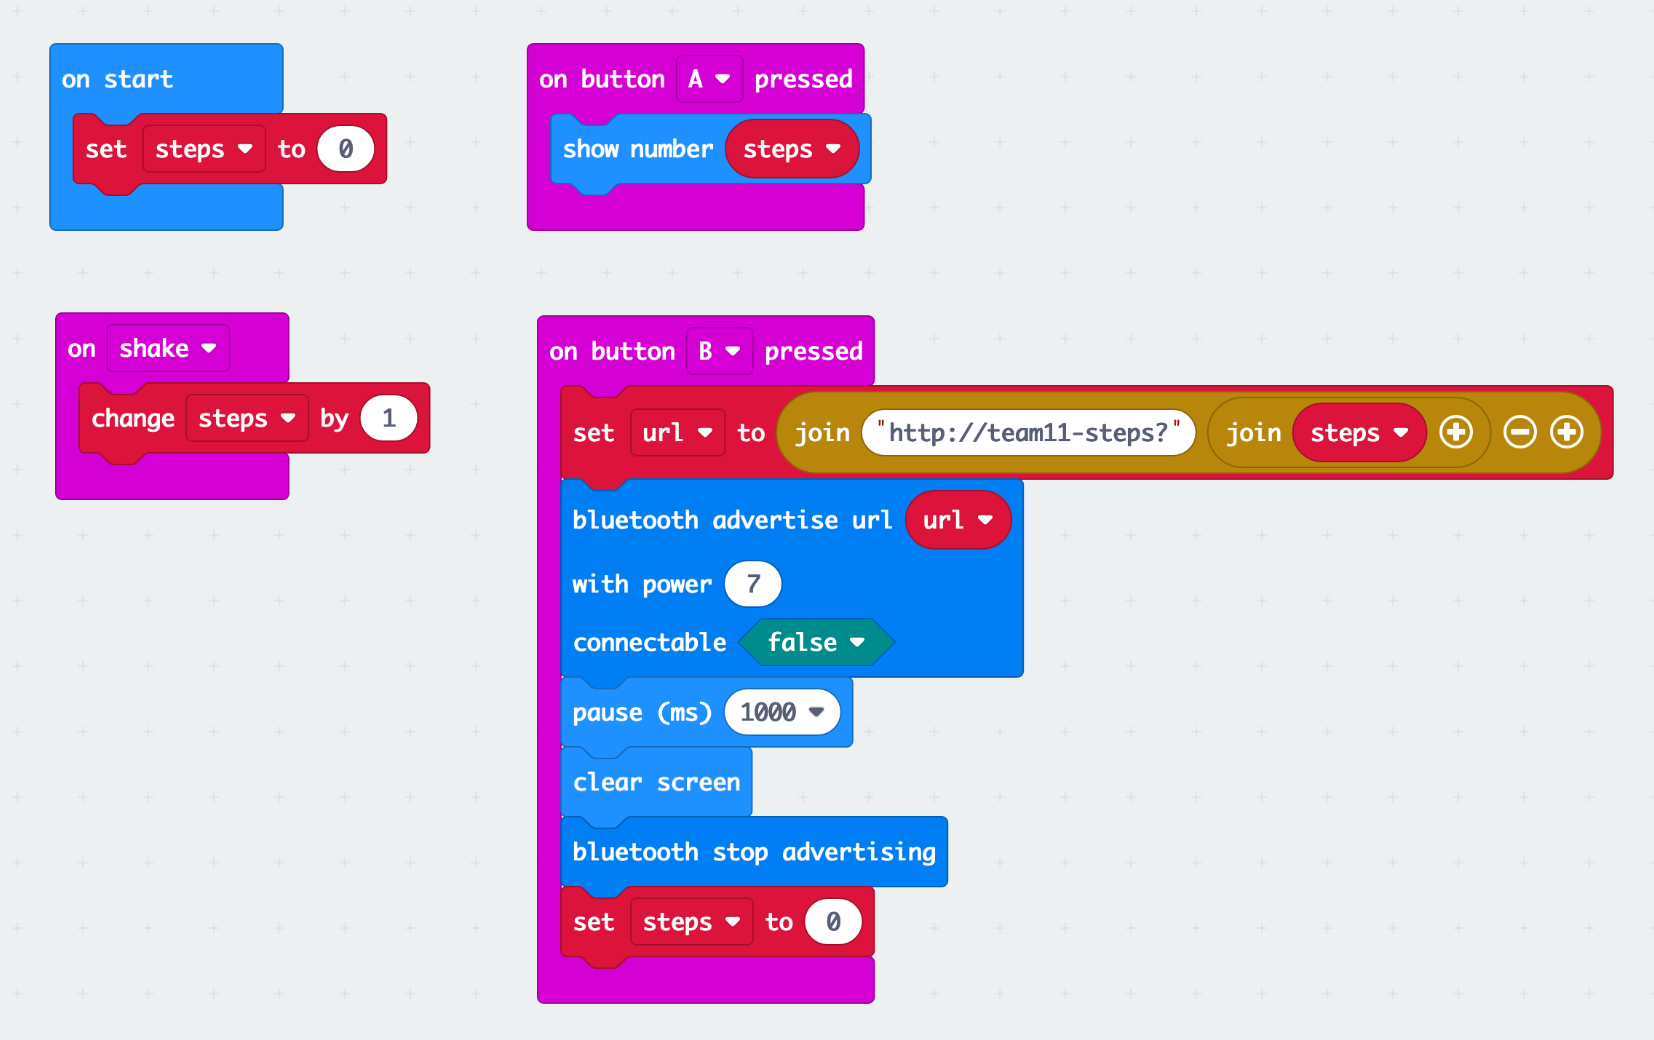 on start
set steps to 0
on button A pressed
show number steps
on shake
change steps by 1
on button B pressed
set url to join "http://team11-steps?" join steps
bluetooth advertise url url
with power 7
connectable false
pause (ms) 1000
clear screen
bluetooth stop advertising
set steps to 0